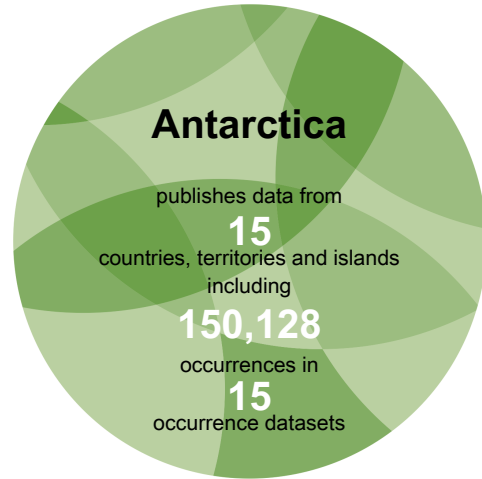 Antarctica
publishes data from
15
countries, territories and islands
including
150,128
occurrences in
15
occurrence datasets